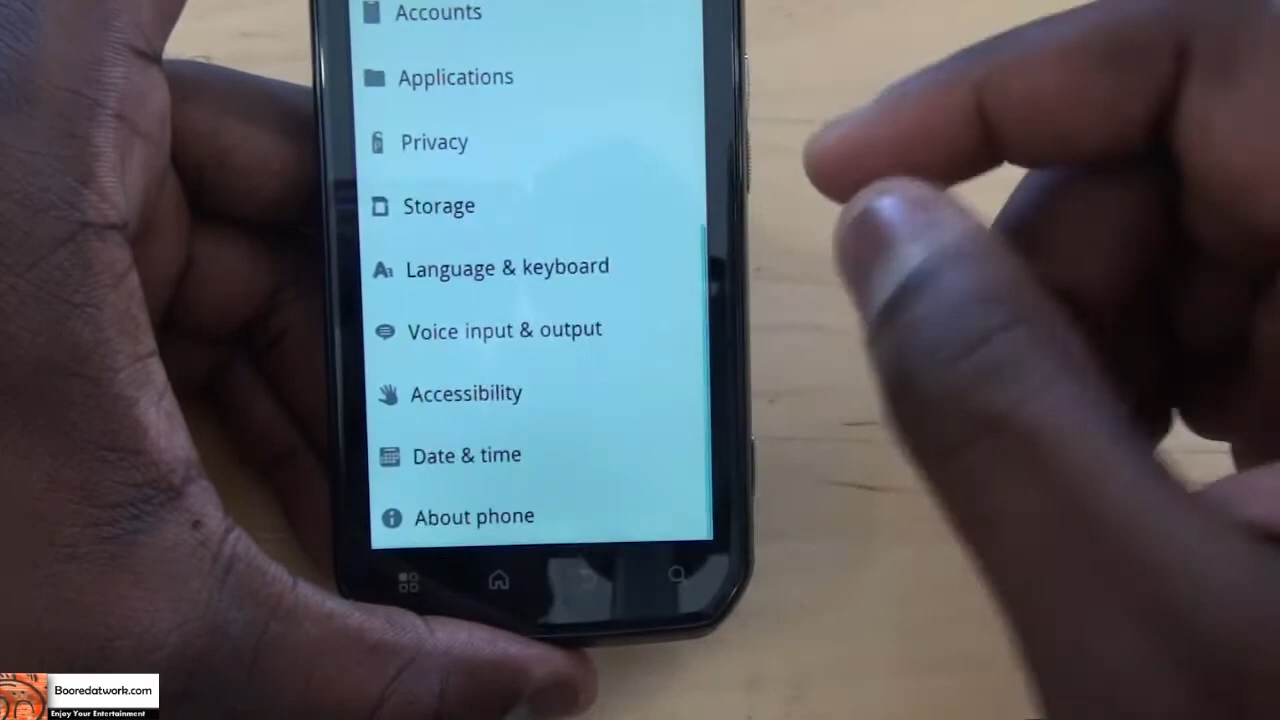 Accounts
Applications
Privacy
Storage
Language & keyboard
Voice input & output
Accessibility
Date & time
About phone
Booredatwork.com
Enjoy Your Entertainment